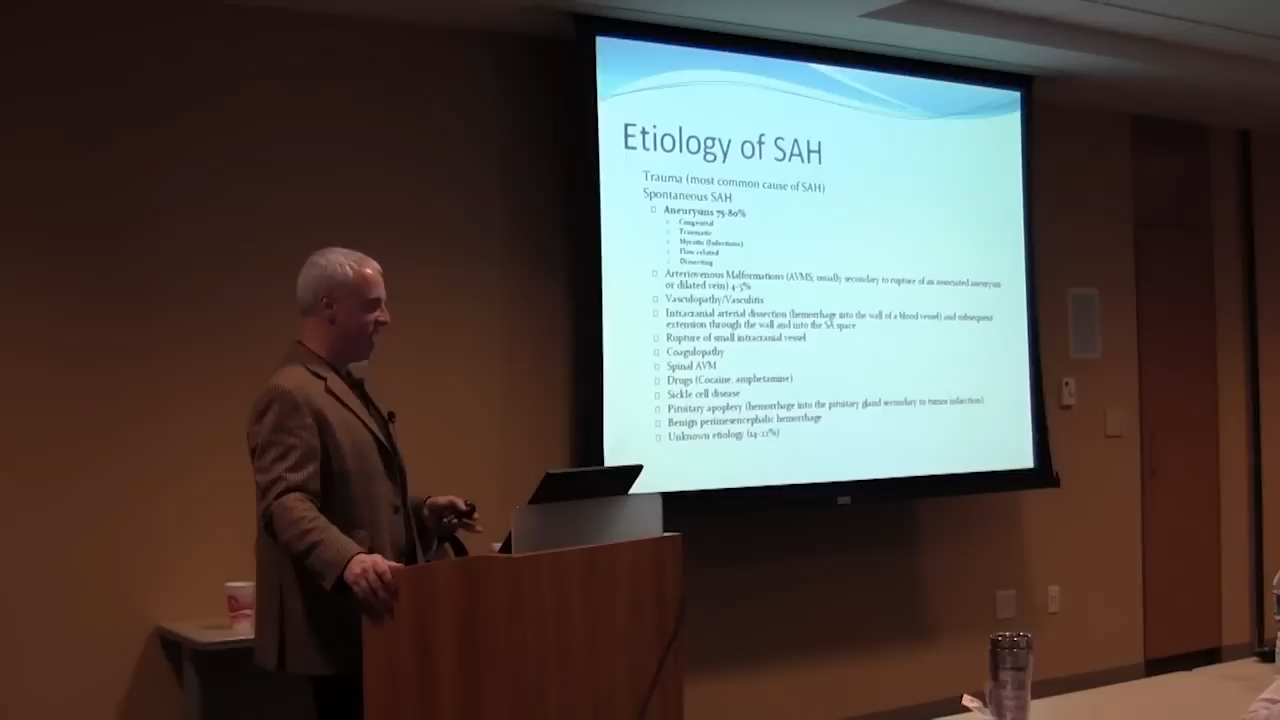 Etiology of SAH
Trauma (most common cause of SAH)
Spontaneous SAH
Aneurysms 75-80%
Congenital
Traumatic
Mycotic (Infectious)
Flow related
Dissecting
Arteriovenous Malformations (AVMS; usually secondary to rupture of an associated aneurysm
or dilated vein) 4-5%
Vasculopathy/Vasculitis
Intracranial arterial dissection (hemorrhage into the wall of a blood vessel) and subsequent
extension through the wall and into the SA space
Rupture of small intracranial vessel
Coagulopathy
Spinal AVM
Drugs (Cocaine, amphetamine)
Sickle cell disease
Pituitary apoplexy (hemorrhage into the pituitary gland secondary to tumor infarction)
Benign perimesencephalic hemorrhage
Unknown etiology (14-22%)